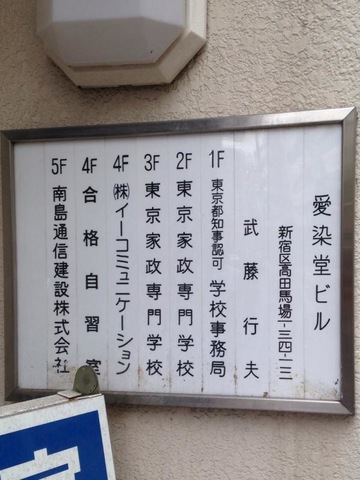 愛染堂ビル
新宿区高田馬場一-三四-一二
武藤行夫
1F 東京都知事認可 学校事務局
2F 東京家政専門学校
3F 東京家政専門学校
4F ㈱イーコミュニケーション
4F 合格自習室
5F 南島通信建設株式会社